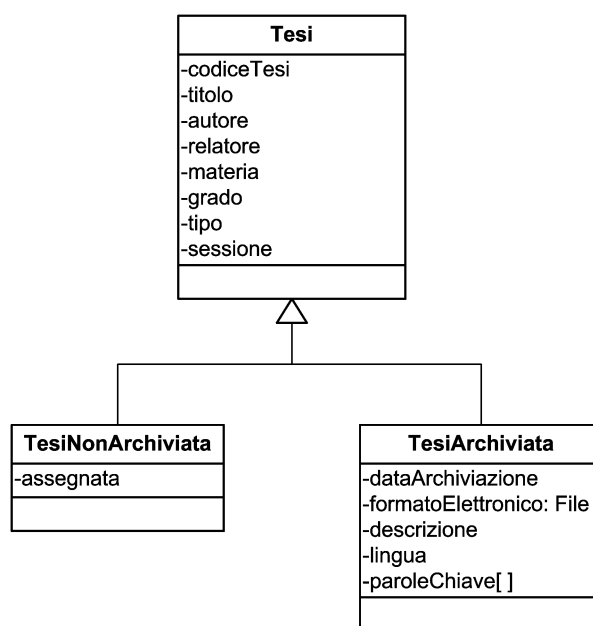 Tesi
-codiceTesi
-titolo
-autore
-relatore
-materia
-grado
-tipo
-sessione
TesiNonArchiviata
-assegnata
TesiArchiviata
-dataArchiviazione
-formatoElettronico: File
-descrizione
-lingua
-paroleChiave[ ]